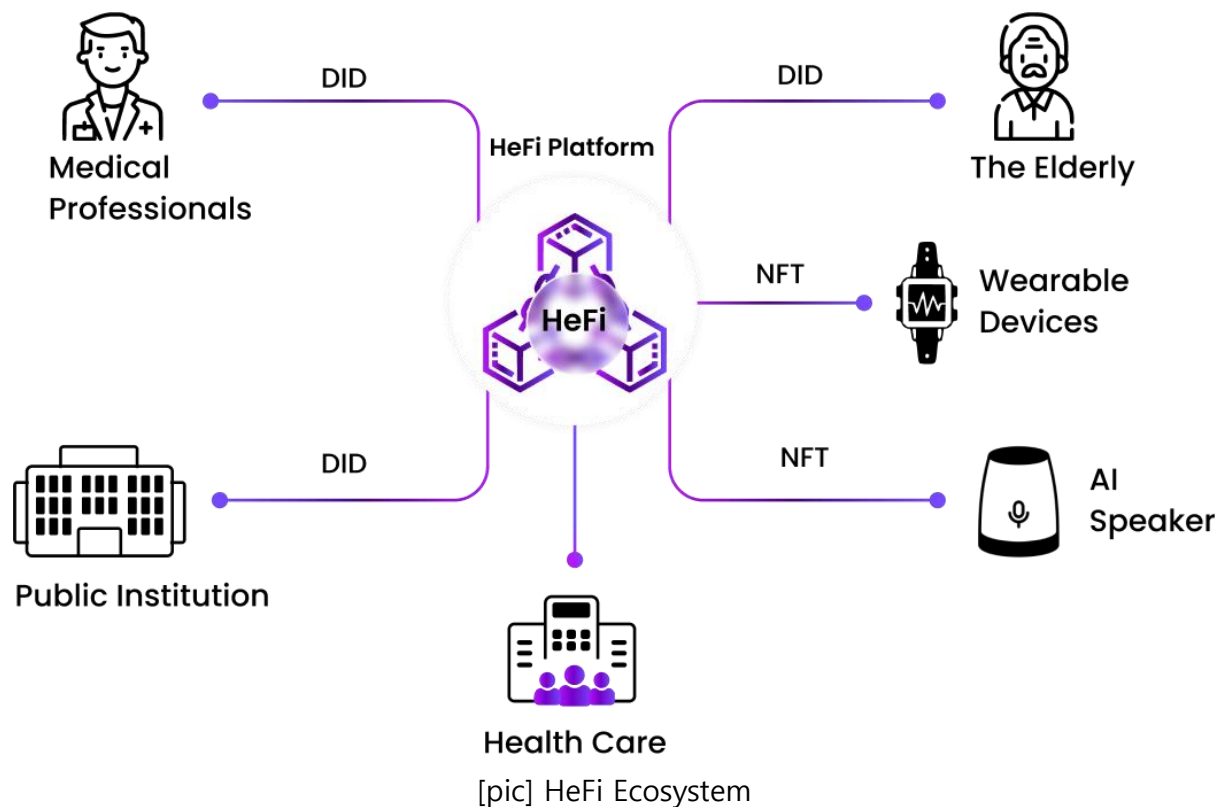 DID
DID
Medical
Professionals
HeFi Platform
The Elderly
HeFi
NFT
Wearable
Devices
DID
NFT
AI
Speaker
Public Institution
Health Care
[pic] HeFi Ecosystem